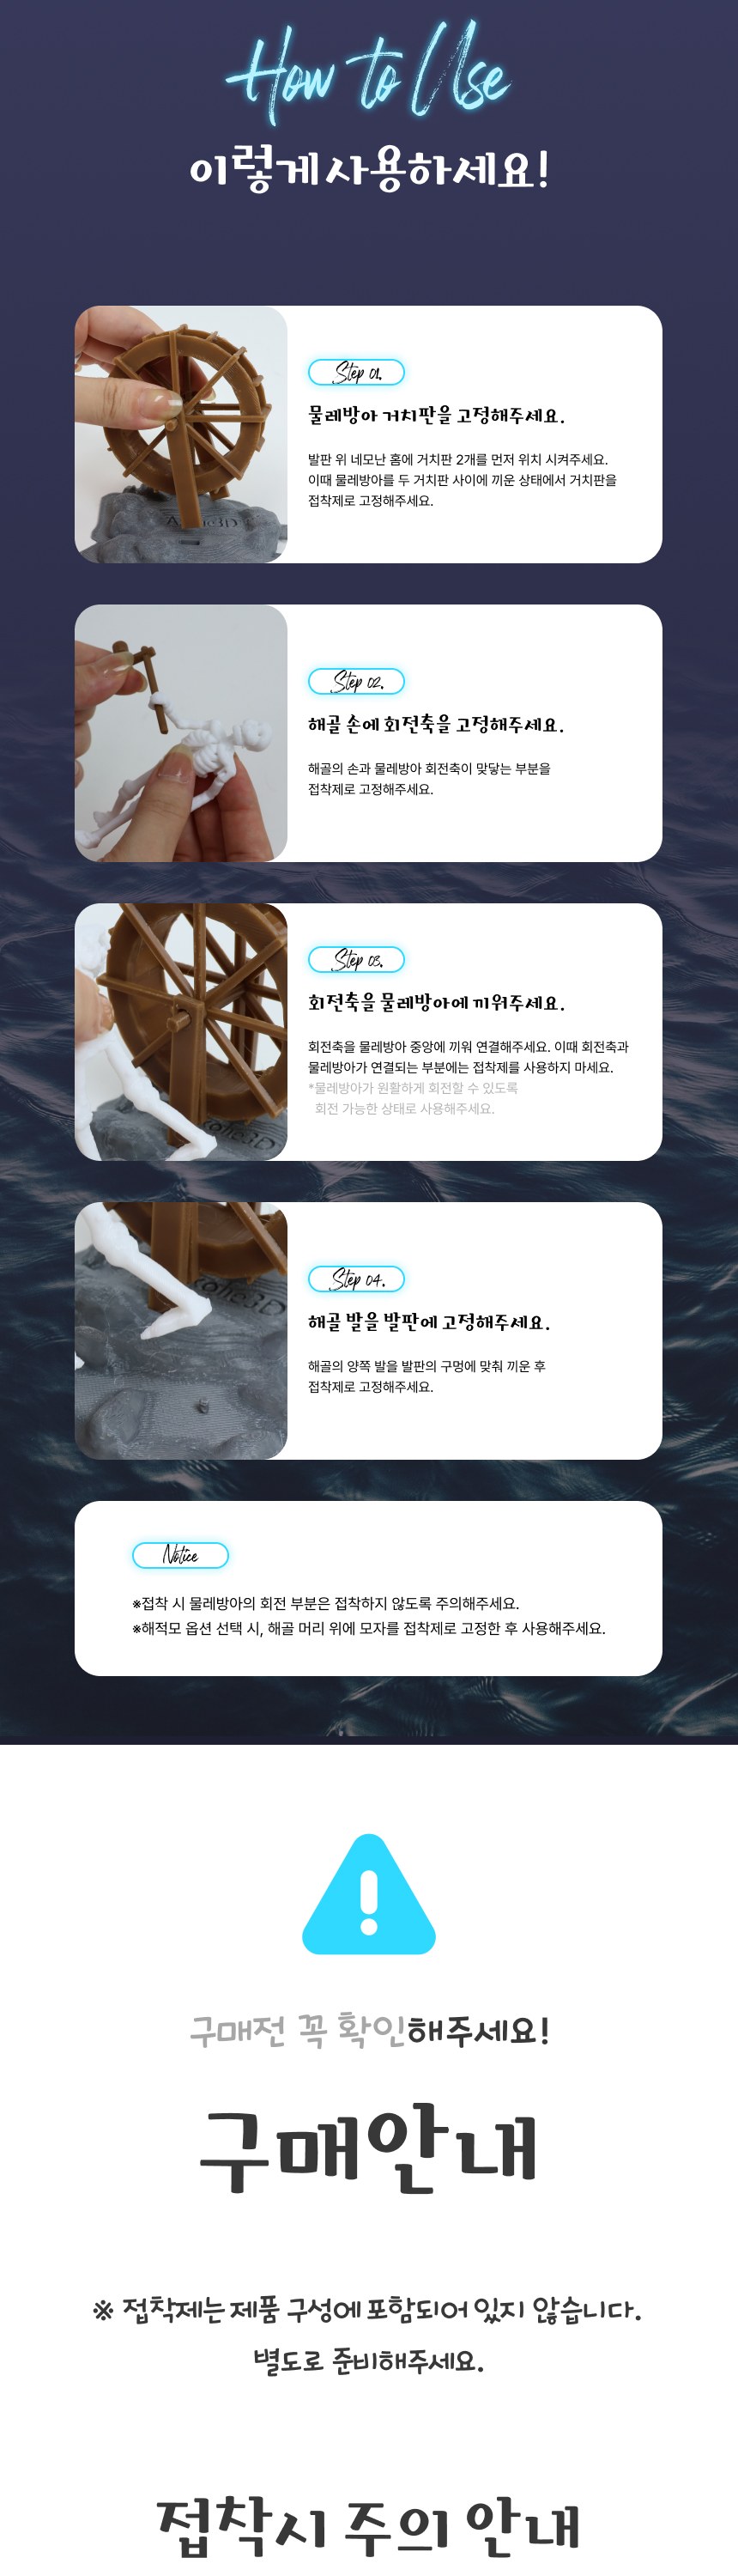 How to Use
이렇게 사용하세요!
Step 01.
물레방아 거치판을 고정해주세요.
발판 위 네모난 홈에 거치판 2개를 먼저 위치 시켜주세요.
이때 물레방아를 두 거치판 사이에 끼운 상태에서 거치판을
접착제로 고정해주세요.
Step 02.
해골 손에 회전축을 고정해주세요.
해골의 손과 물레방아 회전축이 맞닿는 부분을
접착제로 고정해주세요.
Step 03.
회전축을 물레방아에 끼워주세요.
회전축을 물레방아 중앙에 끼워 연결해주세요. 이때 회전축과
물레방아가 연결되는 부분에는 접착제를 사용하지 마세요.
*물레방아가 원활하게 회전할 수 있도록
회전 가능한 상태로 사용해주세요.
Step 04.
해골 발을 발판에 고정해주세요.
해골의 양쪽 발을 발판의 구멍에 맞춰 끼운 후
접착제로 고정해주세요.
Notice
※접착 시 물레방아의 회전 부분은 접착하지 않도록 주의해주세요.
※해적모 옵션 선택 시, 해골 머리 위에 모자를 접착제로 고정한 후 사용해주세요.
구매전 꼭 확인해주세요!
구매안내
※ 접착제는 제품 구성에 포함되어 있지 않습니다.
별도로 준비해주세요.
접착시 주의 안내